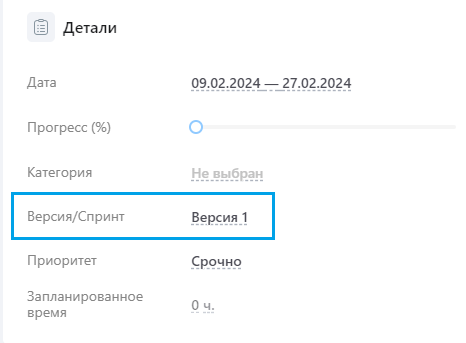 Детали
Дата 09.02.2024 — 27.02.2024
Прогресс (%)
Категория Не выбран
Версия/Спринт Версия 1
Приоритет Срочно
Запланированное
время 0 ч.